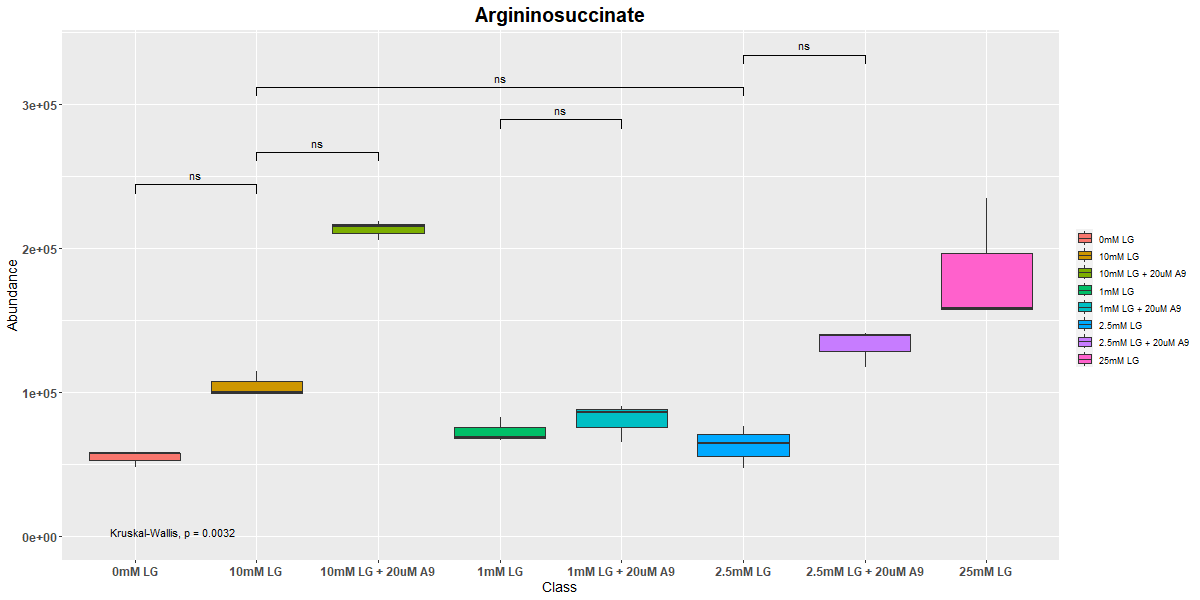 Argininosuccinate
ns
ns
ns
ns
ns
3e+05
2e+05
1e+05
0e+00
Abundance
Kruskal-Wallis, p = 0.0032
0mM LG
10mM LG
10mM LG + 20uM A9
1mM LG
1mM LG + 20uM A9
2.5mM LG
2.5mM LG + 20uM A9
25mM LG
Class
0mM LG
10mM LG
10mM LG + 20uM A9
1mM LG
1mM LG + 20uM A9
2.5mM LG
2.5mM LG + 20uM A9
25mM LG